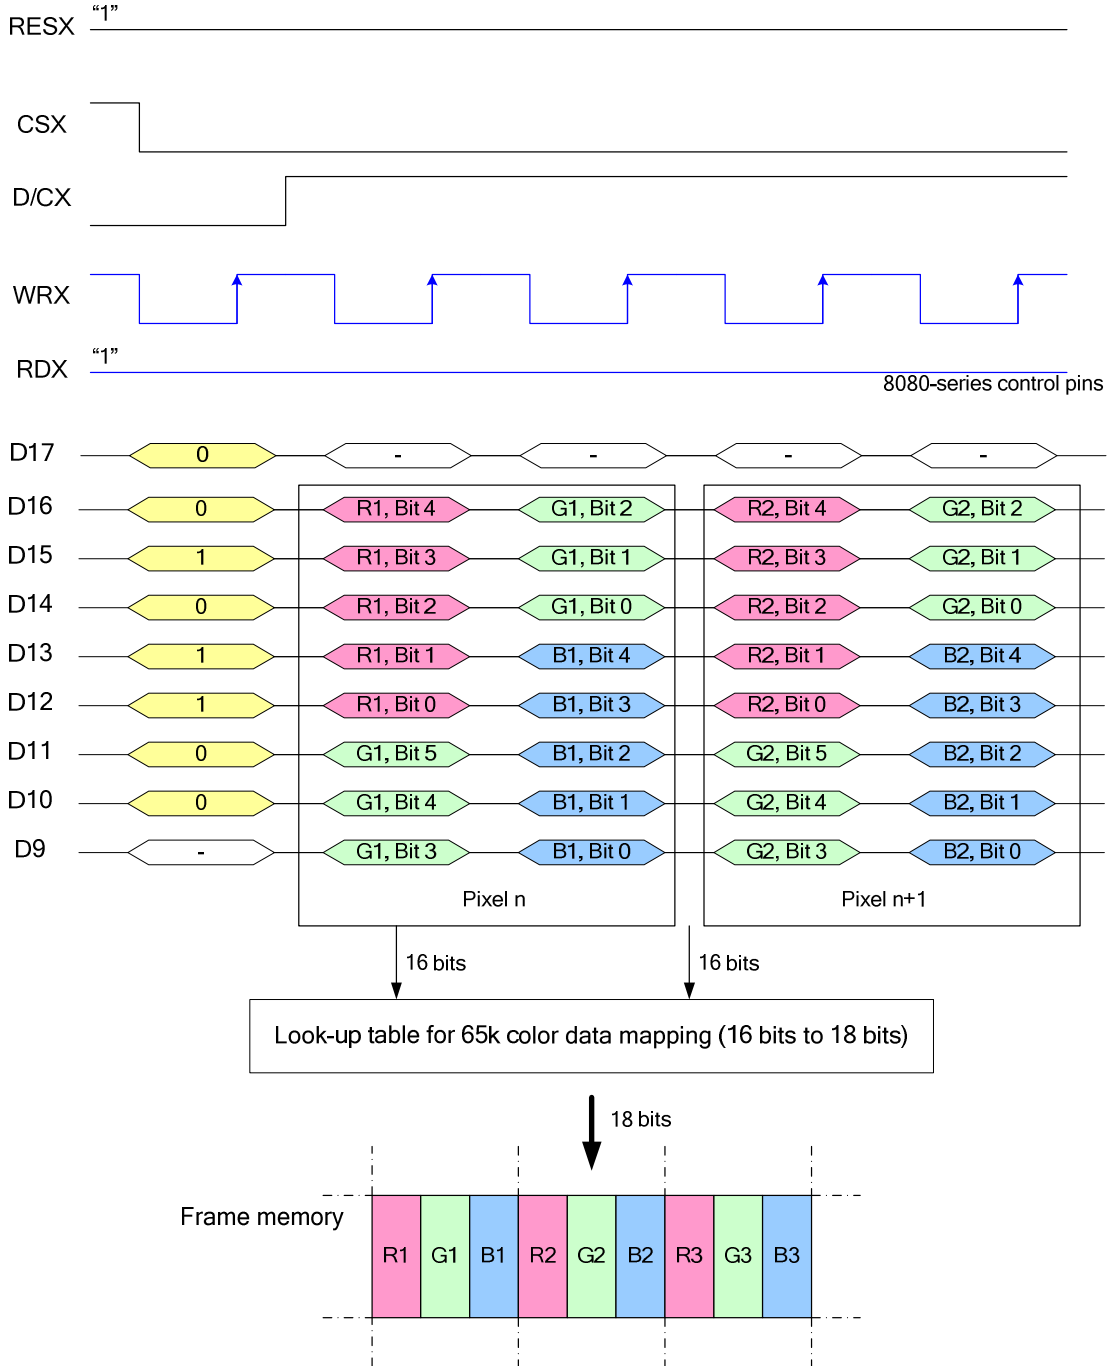 RESX “1”
CSX
D/CX
WRX
RDX “1”
8080-series control pins
D17 0 - - - -
D16 0 R1, Bit 4 G1, Bit 2 R2, Bit 4 G2, Bit 2
D15 1 R1, Bit 3 G1, Bit 1 R2, Bit 3 G2, Bit 1
D14 0 R1, Bit 2 G1, Bit 0 R2, Bit 2 G2, Bit 0
D13 1 R1, Bit 1 B1, Bit 4 R2, Bit 1 B2, Bit 4
D12 1 R1, Bit 0 B1, Bit 3 R2, Bit 0 B2, Bit 3
D11 0 G1, Bit 5 B1, Bit 2 G2, Bit 5 B2, Bit 2
D10 0 G1, Bit 4 B1, Bit 1 G2, Bit 4 B2, Bit 1
D9 - G1, Bit 3 B1, Bit 0 G2, Bit 3 B2, Bit 0
Pixel n Pixel n+1
16 bits 16 bits
Look-up table for 65k color data mapping (16 bits to 18 bits)
18 bits
Frame memory
R1 G1 B1 R2 G2 B2 R3 G3 B3